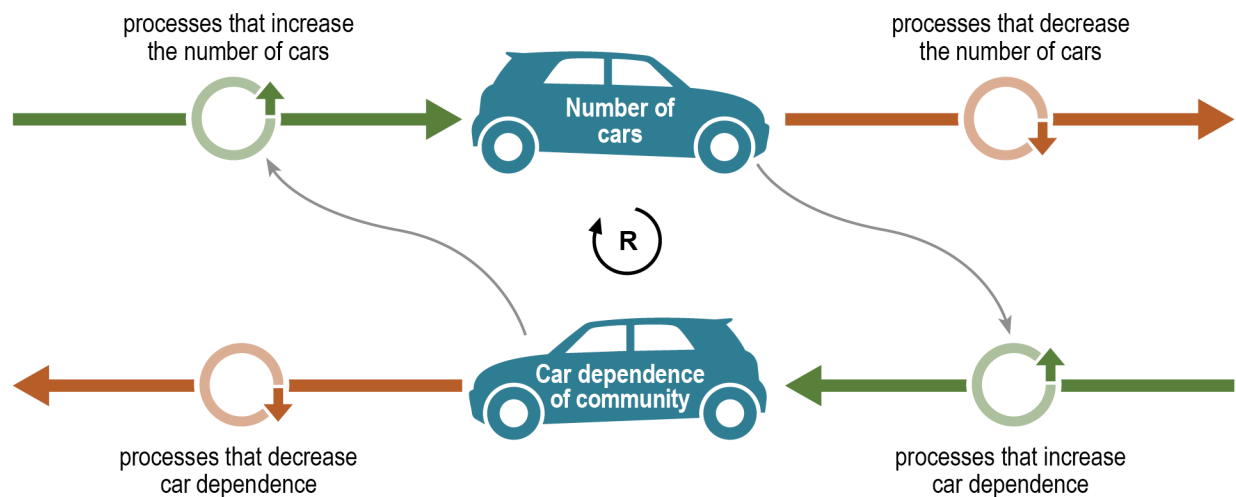 processes that increase
the number of cars
processes that decrease
the number of cars
Number of
cars
R
Car dependence
of community
processes that decrease
car dependence
processes that increase
car dependence